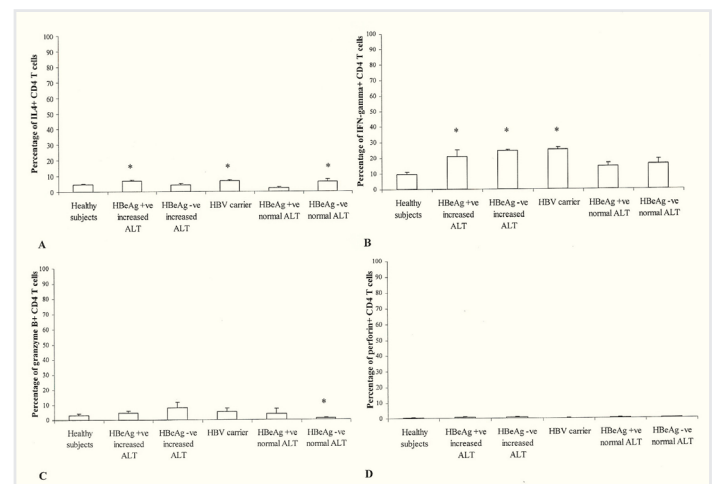 100
90
80
70
60
50
40
30
20
10
0
Percentage of IL4+ CD4 T cells
* * *
Healthy subjects
HBeAg +ve increased ALT
HBeAg -ve increased ALT
HBV carrier
HBeAg +ve normal ALT
HBeAg -ve normal ALT
A
100
90
80
70
60
50
40
30
20
10
0
Percentage of IFN-gamma+ CD4 T cells
* * *
Healthy subjects
HBeAg +ve increased ALT
HBeAg -ve increased ALT
HBV carrier
HBeAg +ve normal ALT
HBeAg -ve normal ALT
B
100
90
80
70
60
50
40
30
20
10
0
Percentage of granzyme B+ CD4 T cells
*
Healthy subjects
HBeAg +ve increased ALT
HBeAg -ve increased ALT
HBV carrier
HBeAg +ve normal ALT
HBeAg -ve normal ALT
C
100
90
80
70
60
50
40
30
20
10
0
Percentage of perforin+ CD4 T cells
Healthy subjects
HBeAg +ve increased ALT
HBeAg -ve increased ALT
HBV carrier
HBeAg +ve normal ALT
HBeAg -ve normal ALT
D